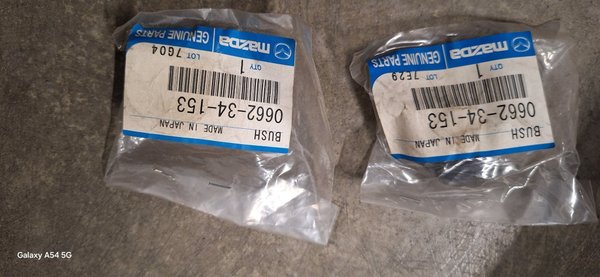 mazda
GENUINE PARTS
QTY
LOT
1
7604
0662-34-153
BUSH
MADE IN JAPAN
mazda
GENUINE PARTS
QTY
LOT
1
7F29
0662-34-153
BUSH
MADE IN JAPAN
Galaxy A54 5G